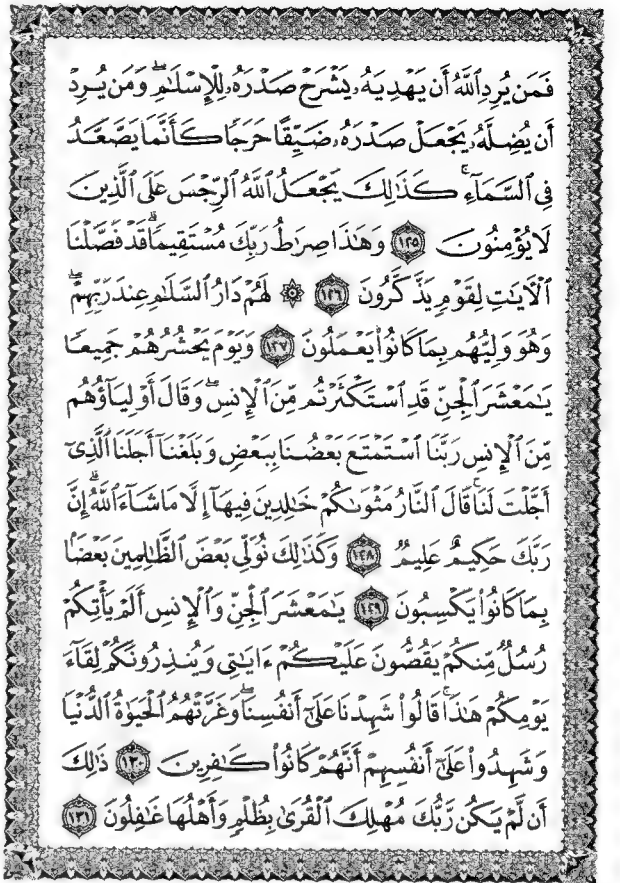 فَمَن يُرِدِ ٱللَّهُ أَن يَهْدِيَهُۥ يَشْرَحْ صَدْرَهُۥ لِلْإِسْلَٰمِۖ وَمَن يُرِدْ
أَن يُضِلَّهُۥ يَجْعَلْ صَدْرَهُۥ ضَيِّقًا حَرَجًا كَأَنَّمَا يَصَّعَّدُ
فِى ٱلسَّمَآءِۚ كَذَٰلِكَ يَجْعَلُ ٱللَّهُ ٱلرِّجْسَ عَلَى ٱلَّذِينَ
لَا يُؤْمِنُونَ ١٢٥ وَهَٰذَا صِرَٰطُ رَبِّكَ مُسْتَقِيمًاۗ قَدْ فَصَّلْنَا
ٱلْءَايَٰتِ لِقَوْمٍ يَذَّكَّرُونَ ١٢٦ ۞ لَهُمْ دَارُ ٱلسَّلَٰمِ عِندَ رَبِّهِمْۖ
وَهُوَ وَلِيُّهُم بِمَا كَانُوا۟ يَعْمَلُونَ ١٢٧ وَيَوْمَ يَحْشُرُهُمْ جَمِيعًا
يَٰمَعْشَرَ ٱلْجِنِّ قَدِ ٱسْتَكْثَرْتُم مِّنَ ٱلْإِنسِۖ وَقَالَ أَوْلِيَآؤُهُم
مِّنَ ٱلْإِنسِ رَبَّنَا ٱسْتَمْتَعَ بَعْضُنَا بِبَعْضٍ وَبَلَغْنَآ أَجَلَنَا ٱلَّذِىٓ
أَجَّلْتَ لَنَاۚ قَالَ ٱلنَّارُ مَثْوَىٰكُمْ خَٰلِدِينَ فِيهَآ إِلَّا مَا شَآءَ ٱللَّهُۗ إِنَّ
رَبَّكَ حَكِيمٌ عَلِيمٌ ١٢٨ وَكَذَٰلِكَ نُوَلِّى بَعْضَ ٱلظَّٰلِمِينَ بَعْضًۢا
بِمَا كَانُوا۟ يَكْسِبُونَ ١٢٩ يَٰمَعْشَرَ ٱلْجِنِّ وَٱلْإِنسِ أَلَمْ يَأْتِكُمْ
رُسُلٌ مِّنكُمْ يَقُصُّونَ عَلَيْكُمْ ءَايَٰتِى وَيُنذِرُونَكُمْ لِقَآءَ
يَوْمِكُمْ هَٰذَاۚ قَالُوا۟ شَهِدْنَا عَلَىٰٓ أَنفُسِنَاۖ وَغَرَّتْهُمُ ٱلْحَيَوٰةُ ٱلدُّنْيَا
وَشَهِدُوا۟ عَلَىٰٓ أَنفُسِهِمْ أَنَّهُمْ كَانُوا۟ كَٰفِرِينَ ١٣٠ ذَٰلِكَ
أَن لَّمْ يَكُن رَّبُّكَ مُهْلِكَ ٱلْقُرَىٰ بِظُلْمٍ وَأَهْلُهَا غَٰفِلُونَ ١٣١